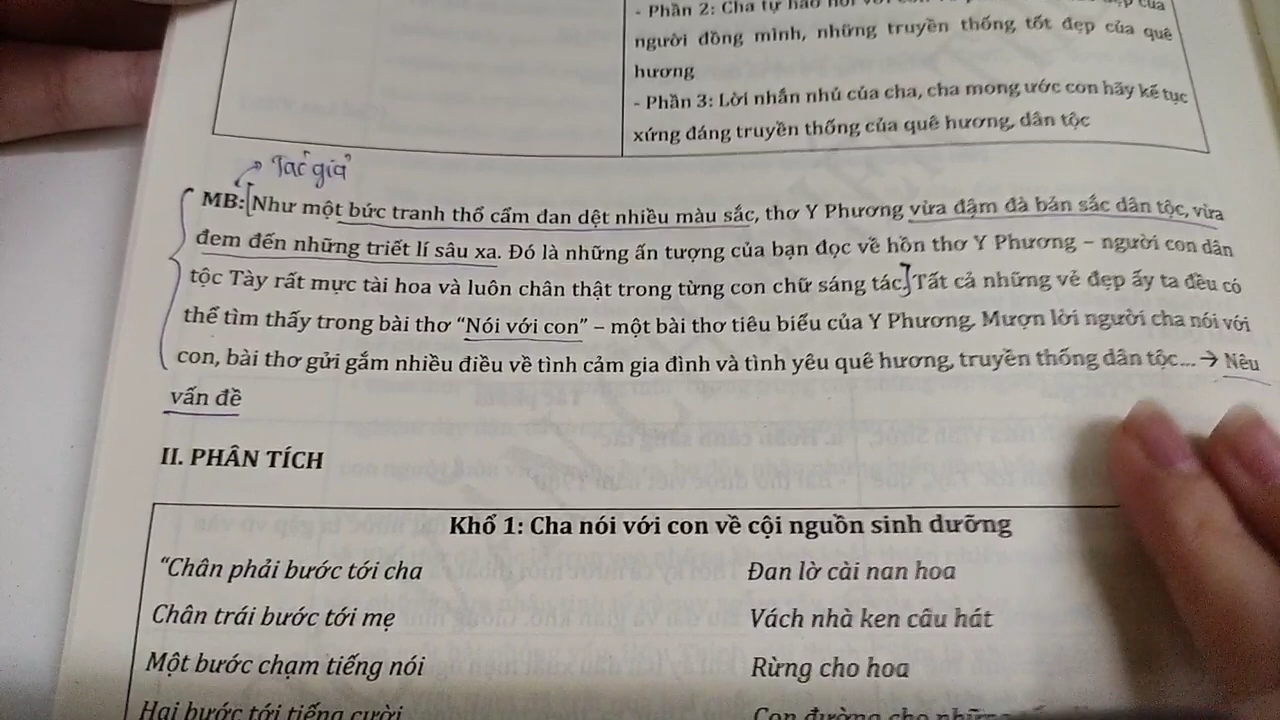 - Phần 2: Cha tự hào nói với con về
của
người đồng mình, những truyền thống tốt đẹp của quê
hương
- Phần 3: Lời nhắn nhủ của cha, cha mong ước con hãy kế tục
xứng đáng truyền thống của quê hương, dân tộc
Tác giả
MB: Như một bức tranh thổ cẩm đan dệt nhiều màu sắc, thơ Y Phương vừa đậm đà bản sắc dân tộc, vừa
đem đến những triết lí sâu xa. Đó là những ấn tượng của bạn đọc về hồn thơ Y Phương – người con dân
tộc Tày rất mực tài hoa và luôn chân thật trong từng con chữ sáng tác. Tất cả những vẻ đẹp ấy ta đều có
thể tìm thấy trong bài thơ “Nói với con” – một bài thơ tiêu biểu của Y Phương. Mượn lời người cha nói với
con, bài thơ gửi gắm nhiều điều về tình cảm gia đình và tình yêu quê hương, truyền thống dân tộc... → Nêu
vấn đề
II. PHÂN TÍCH
Khổ 1: Cha nói với con về cội nguồn sinh dưỡng
“Chân phải bước tới cha
Chân trái bước tới mẹ
Một bước chạm tiếng nói
Hai bước tới tiếng cười
Đan lờ cài nan hoa
Vách nhà ken câu hát
Rừng cho hoa
Con đường cho những